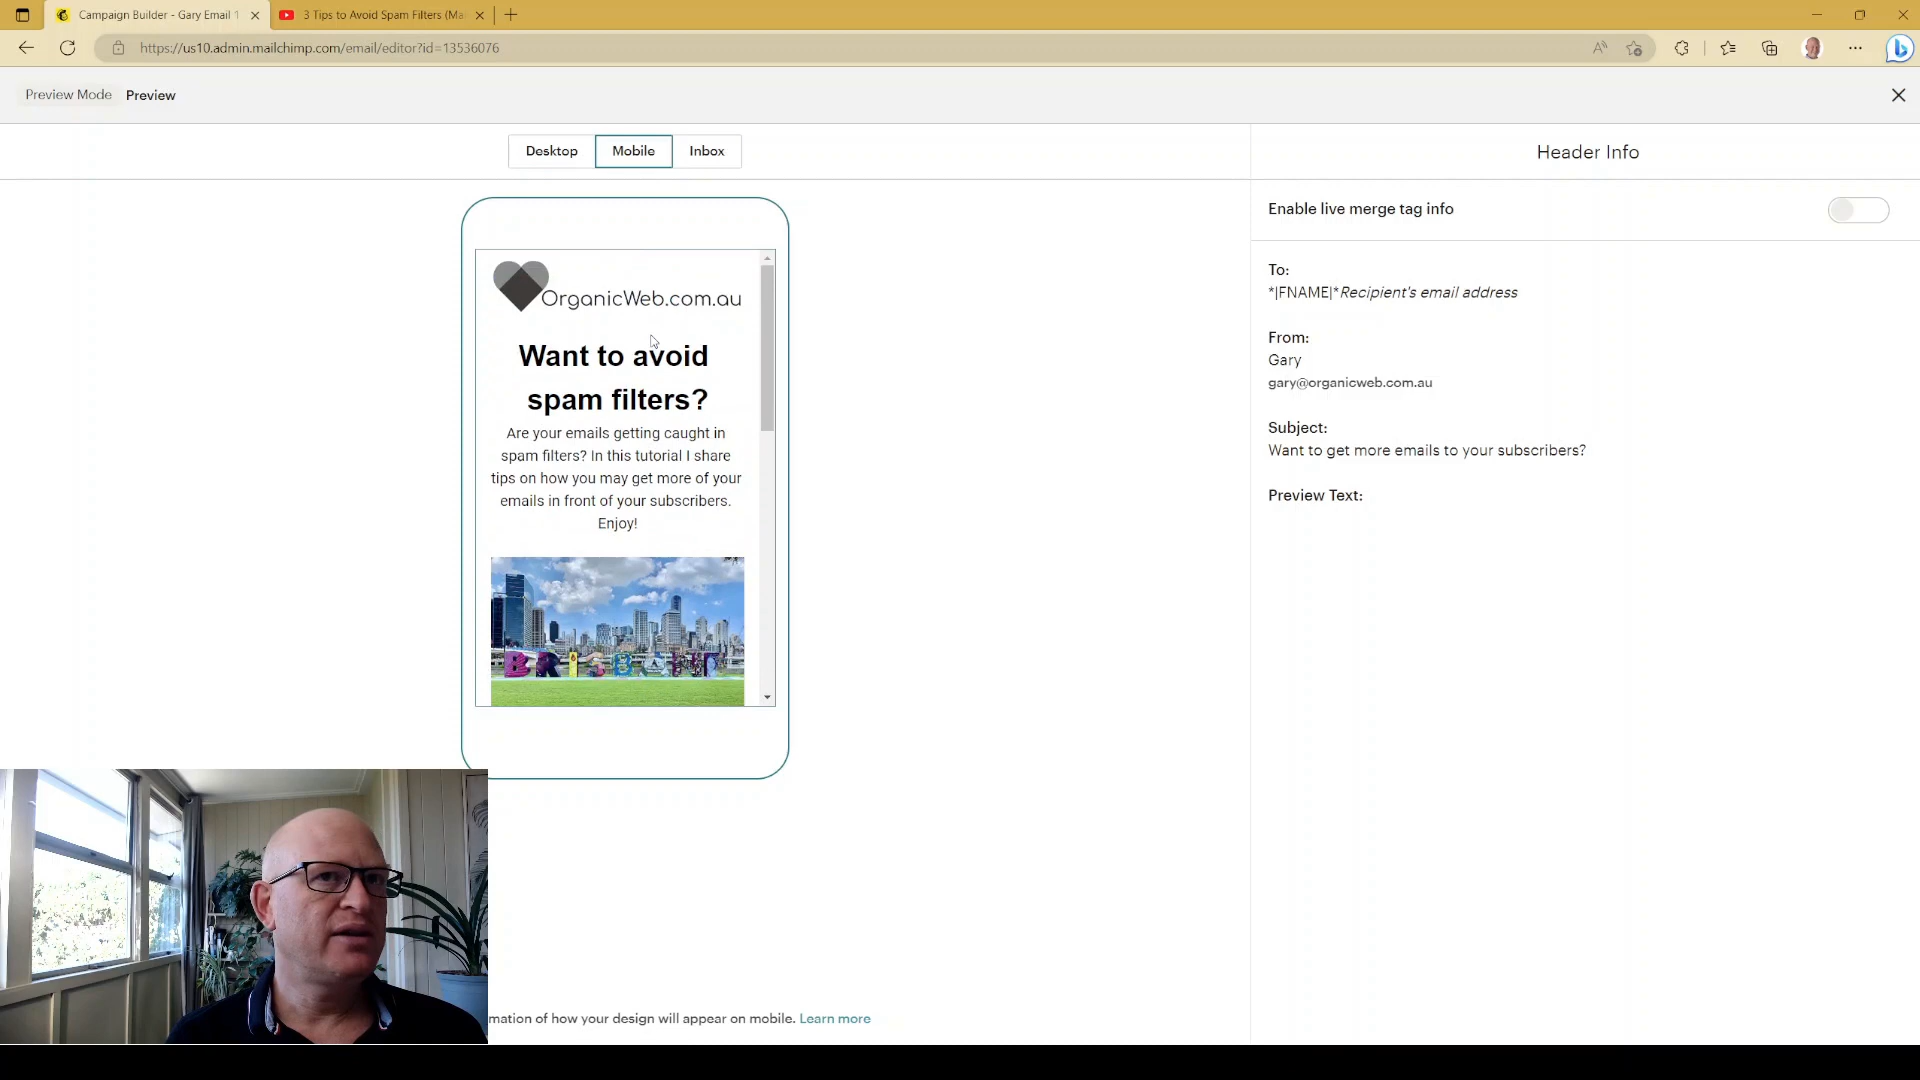 Campaign Builder - Gary Email 1
3 Tips to Avoid Spam Filters (Ma
https://us10.admin.mailchimp.com/email/editor?id=13536076
Preview Mode Preview
Desktop Mobile Inbox
Header Info
OrganicWeb.com.au
Want to avoid
spam filters?
Are your emails getting caught in
spam filters? In this tutorial I share
tips on how you may get more of your
emails in front of your subscribers.
Enjoy!
BRISBANE
Enable live merge tag info
To:
*|FNAME|*Recipient's email address
From:
Gary
gary@organicweb.com.au
Subject:
Want to get more emails to your subscribers?
Preview Text:
mation of how your design will appear on mobile. Learn more